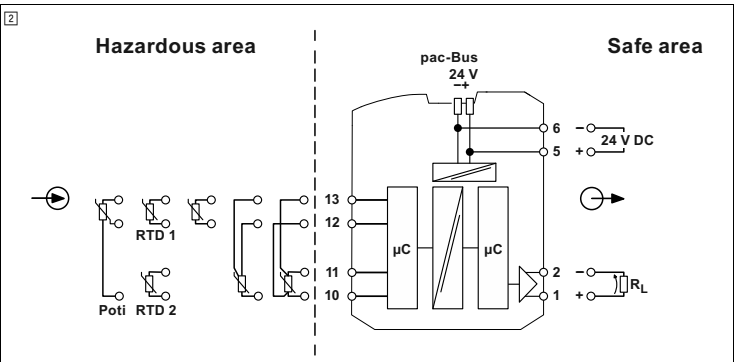 2
Hazardous area
Safe area
pac-Bus
24 V
–+
6 –
24 V DC
5 +
13
12
RTD 1
µC
µC
11
2 –
RL
10
1 +
Poti RTD 2